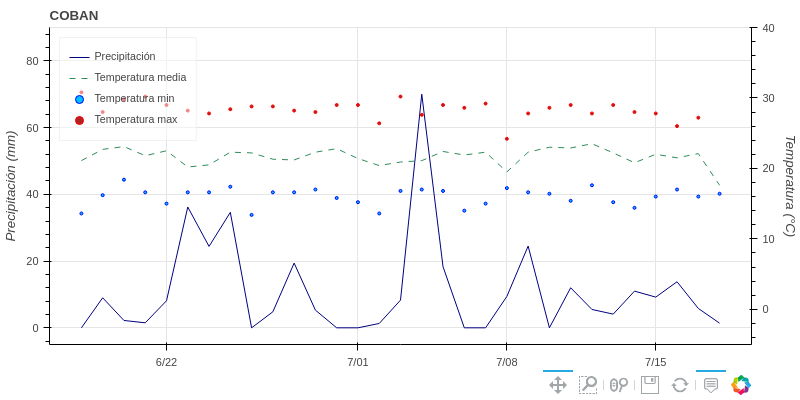 COBAN
Precipitación
Temperatura media
Temperatura min
Temperatura max
Precipitación (mm)
80
60
40
20
0
40
30
20
10
0
Temperatura (°C)
6/22 7/01 7/08 7/15